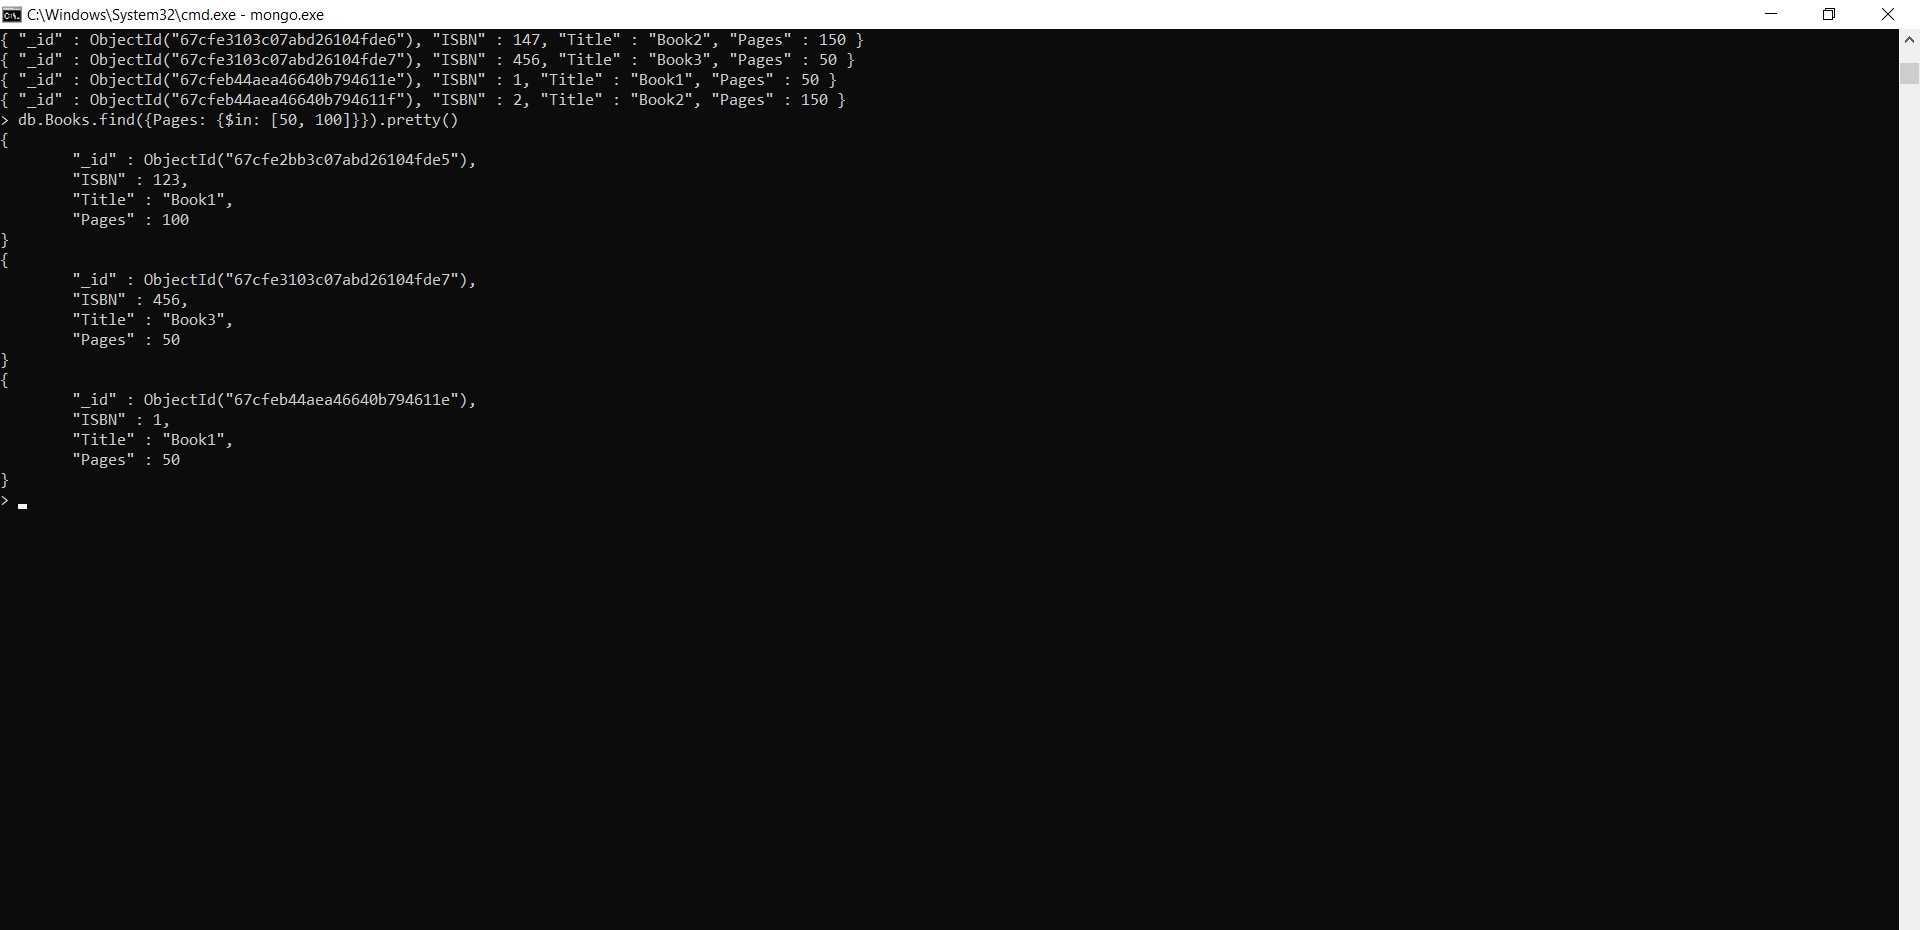 C:\Windows\System32\cmd.exe - mongo.exe
{ "_id" : ObjectId("67cfe3103c07abd26104fde6"), "ISBN" : 147, "Title" : "Book2", "Pages" : 150 }
{ "_id" : ObjectId("67cfe3103c07abd26104fde7"), "ISBN" : 456, "Title" : "Book3", "Pages" : 50 }
{ "_id" : ObjectId("67cfeb44aea46640b794611e"), "ISBN" : 1, "Title" : "Book1", "Pages" : 50 }
{ "_id" : ObjectId("67cfeb44aea46640b794611f"), "ISBN" : 2, "Title" : "Book2", "Pages" : 150 }
> db.Books.find({Pages: {$in: [50, 100]}}).pretty()
{
        "_id" : ObjectId("67cfe2bb3c07abd26104fde5"),
        "ISBN" : 123,
        "Title" : "Book1",
        "Pages" : 100
}
{
        "_id" : ObjectId("67cfe3103c07abd26104fde7"),
        "ISBN" : 456,
        "Title" : "Book3",
        "Pages" : 50
}
{
        "_id" : ObjectId("67cfeb44aea46640b794611e"),
        "ISBN" : 1,
        "Title" : "Book1",
        "Pages" : 50
}
>